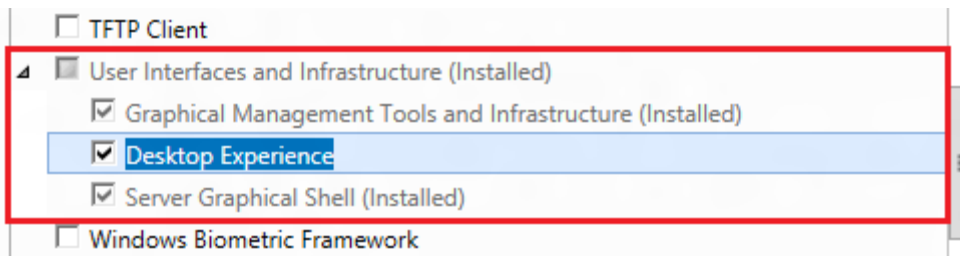 TFTP Client
User Interfaces and Infrastructure (Installed)
Graphical Management Tools and Infrastructure (Installed)
Desktop Experience
Server Graphical Shell (Installed)
Windows Biometric Framework